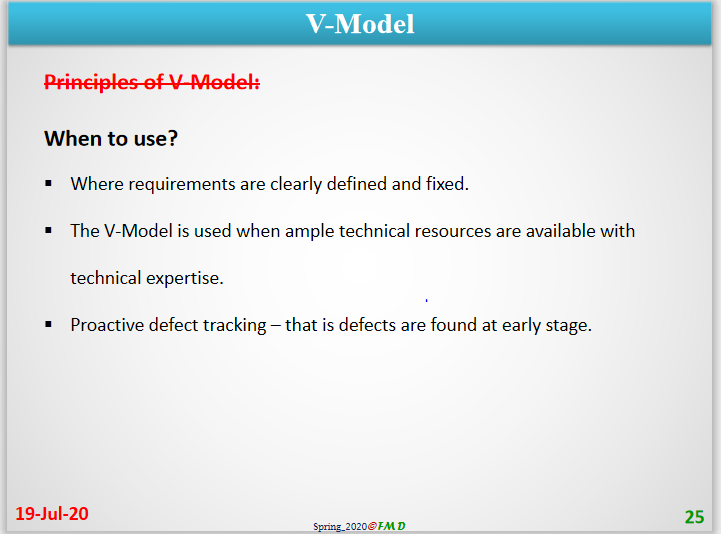 V-Model
Principles of V-Model:
When to use?
▪ Where requirements are clearly defined and fixed.
▪ The V-Model is used when ample technical resources are available with
technical expertise.
▪ Proactive defect tracking – that is defects are found at early stage.
19-Jul-20
Spring_2020@FMD
25